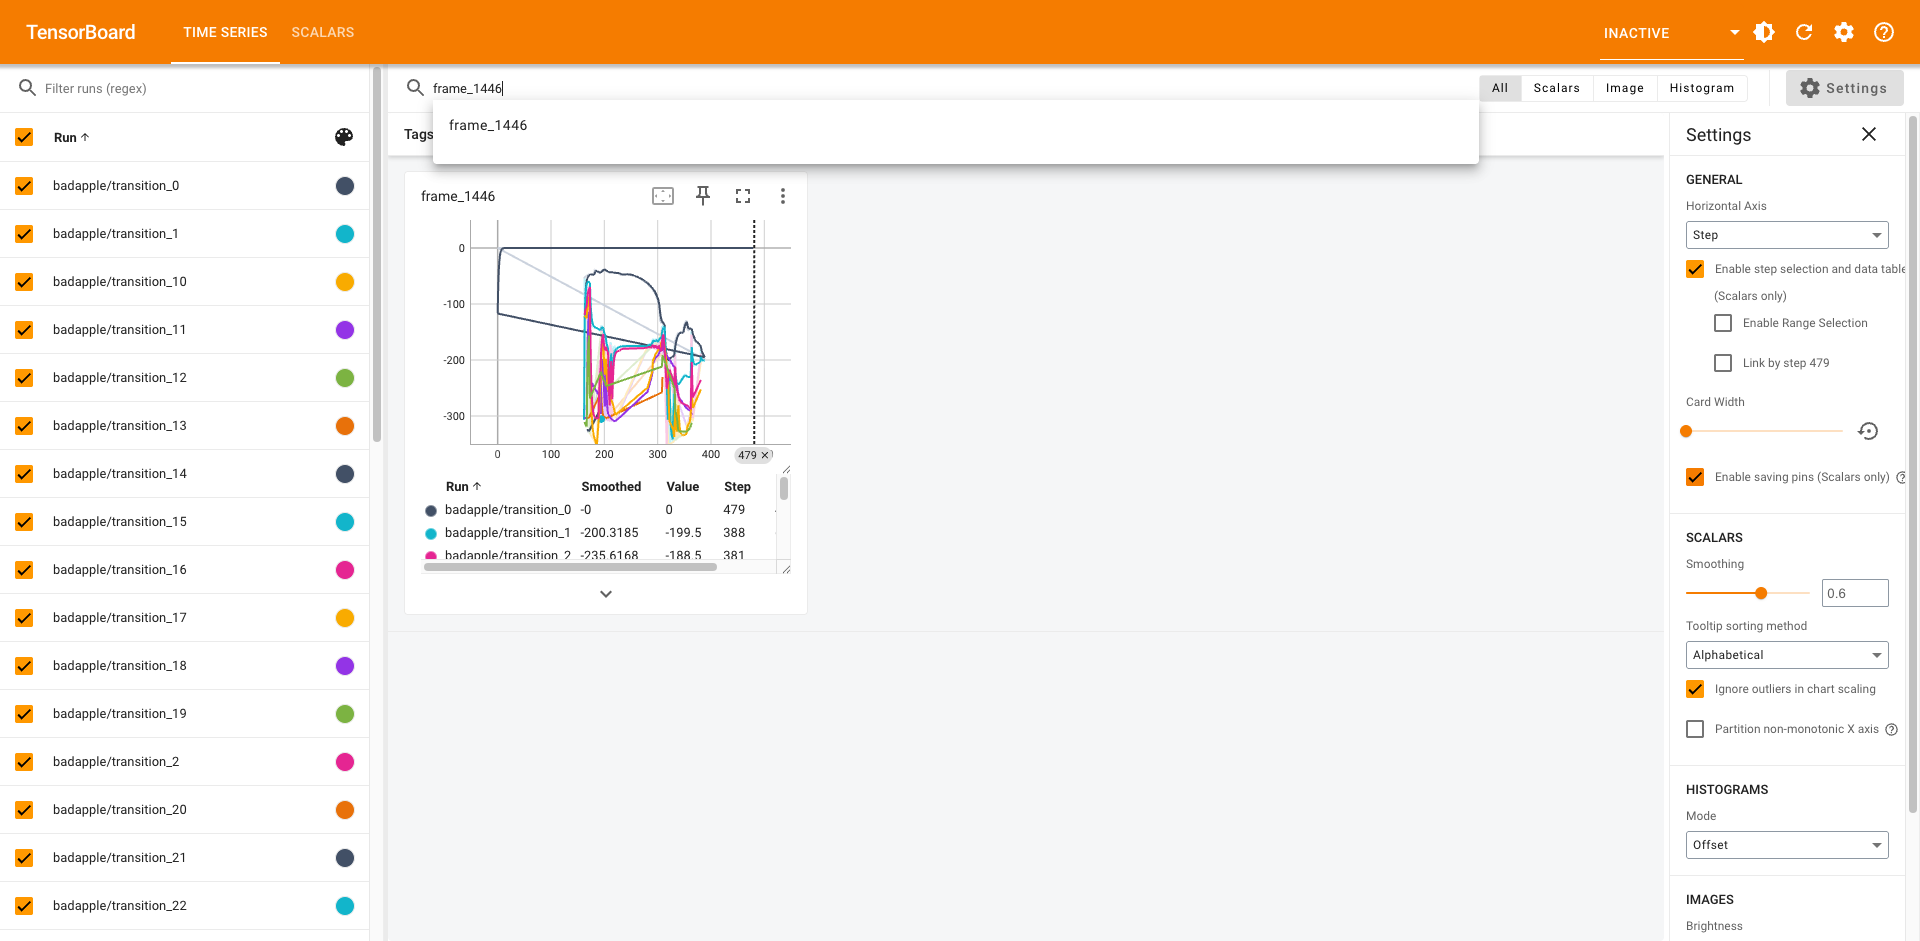 TensorBoard
TIME SERIES
SCALARS
INACTIVE
Filter runs (regex)
Run
badapple/transition_0
badapple/transition_1
badapple/transition_10
badapple/transition_11
badapple/transition_12
badapple/transition_13
badapple/transition_14
badapple/transition_15
badapple/transition_16
badapple/transition_17
badapple/transition_18
badapple/transition_19
badapple/transition_2
badapple/transition_20
badapple/transition_21
badapple/transition_22
frame_1446
All
Scalars
Image
Histogram
Settings
frame_1446
Tags
frame_1446
0
-100
-200
-300
0 100 200 300 400 479
Run Smoothed Value Step
badapple/transition_0 -0 0 479
badapple/transition_1 -200.3185 -199.5 388
badapple/transition_2 -235.6168 -188.5 381
Settings
GENERAL
Horizontal Axis
Step
Enable step selection and data table
(Scalars only)
Enable Range Selection
Link by step 479
Card Width
Enable saving pins (Scalars only)
SCALARS
Smoothing
0.6
Tooltip sorting method
Alphabetical
Ignore outliers in chart scaling
Partition non-monotonic X axis
HISTOGRAMS
Mode
Offset
IMAGES
Brightness